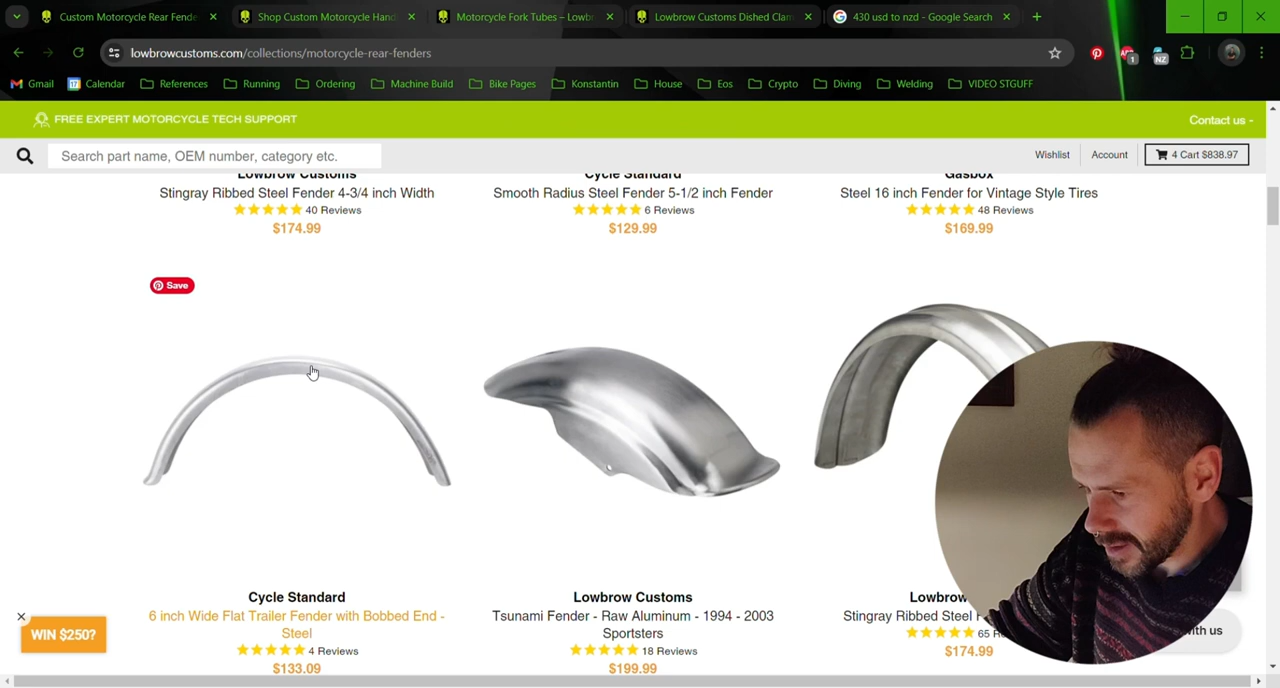 Custom Motorcycle Rear Fende
Shop Custom Motorcycle Hand
Motorcycle Fork Tubes – Lowbr
Lowbrow Customs Dished Clam
430 usd to nzd - Google Search
lowbrowcustoms.com/collections/motorcycle-rear-fenders
1
NZ
Gmail
Calendar
References
Running
Ordering
Machine Build
Bike Pages
Konstantin
House
Eos
Crypto
Diving
Welding
VIDEO STGUFF
FREE EXPERT MOTORCYCLE TECH SUPPORT
Contact us -
Search part name, OEM number, category etc.
Wishlist
Account
4 Cart $838.97
Lowbrow Customs
Stingray Ribbed Steel Fender 4-3/4 inch Width
40 Reviews
$174.99
Cycle Standard
Smooth Radius Steel Fender 5-1/2 inch Fender
6 Reviews
$129.99
Gasbox
Steel 16 inch Fender for Vintage Style Tires
48 Reviews
$169.99
Save
Cycle Standard
6 inch Wide Flat Trailer Fender with Bobbed End -
Steel
4 Reviews
$133.09
Lowbrow Customs
Tsunami Fender - Raw Aluminum - 1994 - 2003
Sportsters
18 Reviews
$199.99
Lowbrow
Stingray Ribbed Steel
65
$174.99
with us
WIN $250?